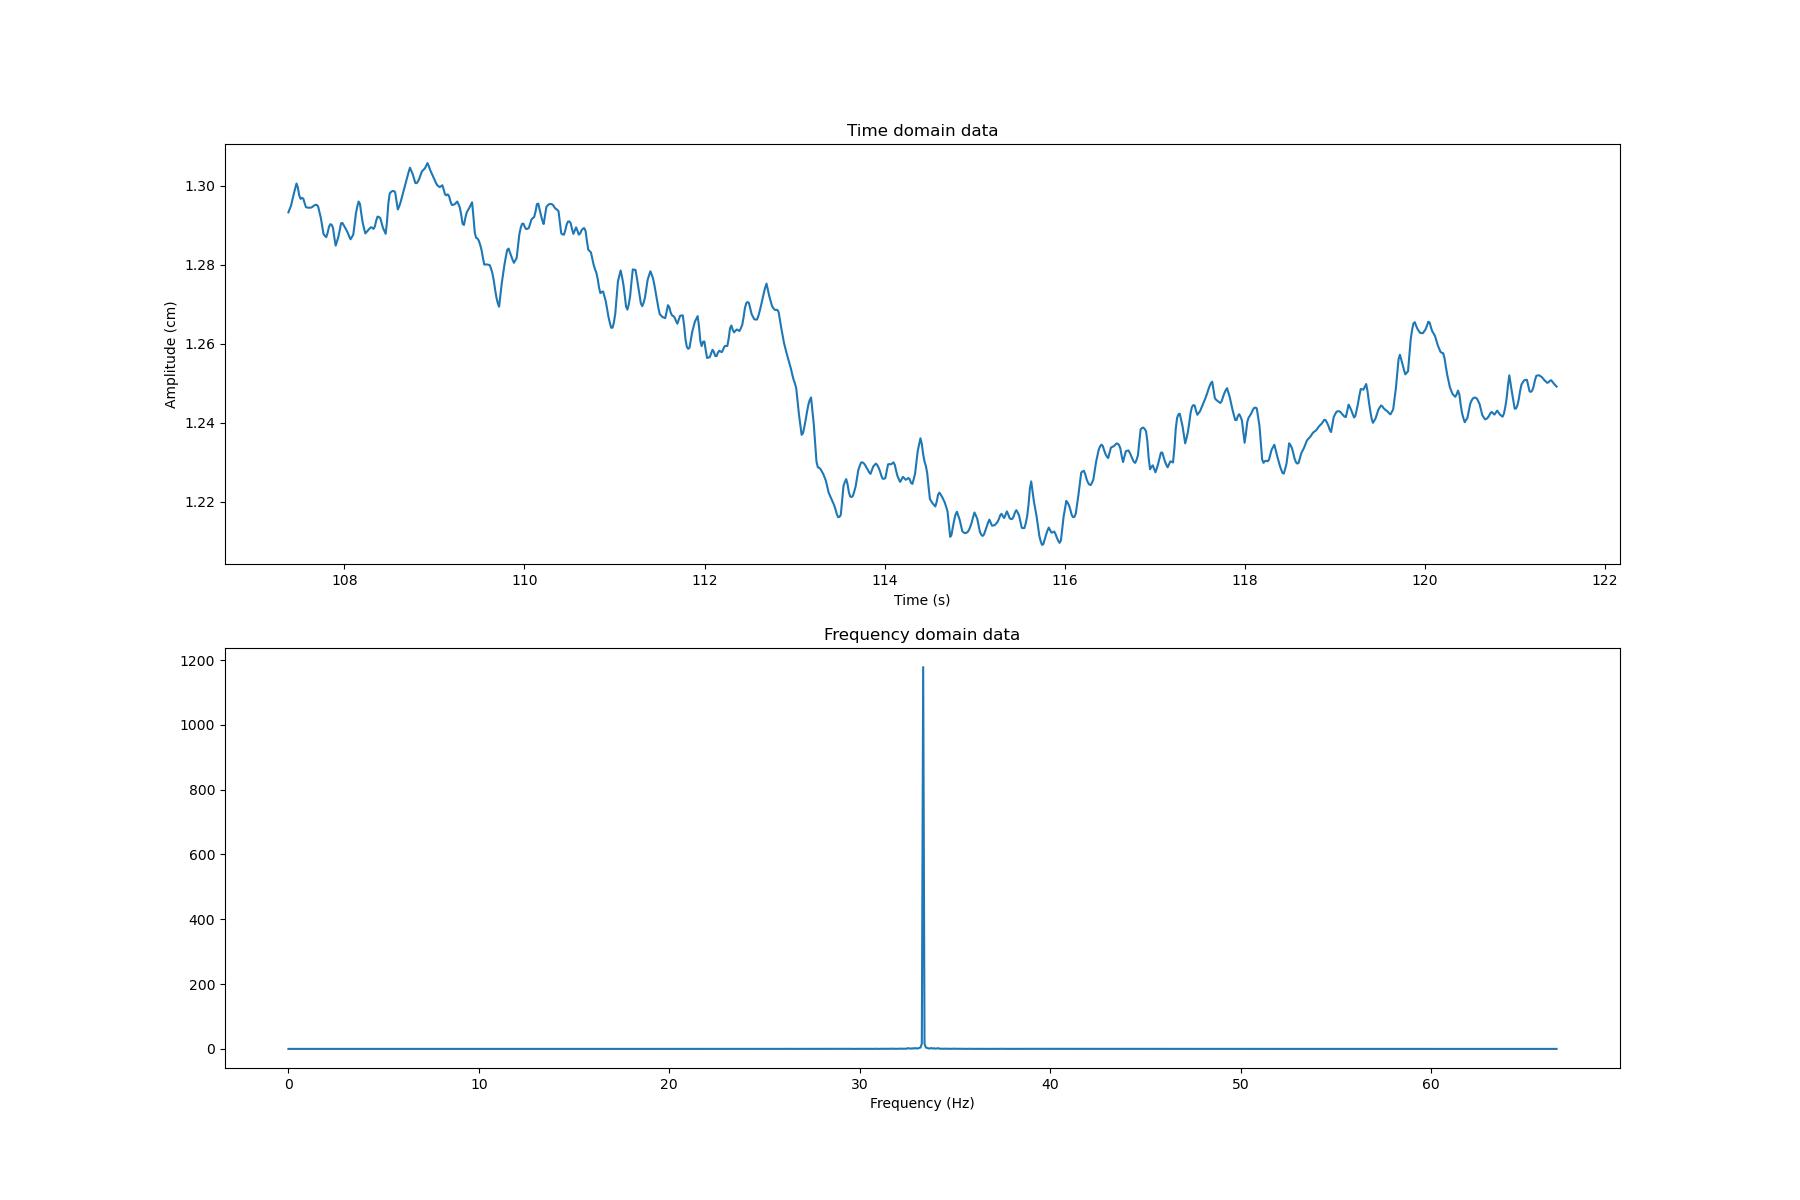 Time domain data
1.30
1.28
1.26
1.24
1.22
Amplitude (cm)
108 110 112 114 116 118 120 122
Time (s)
Frequency domain data
1200
1000
800
600
400
200
0
0 10 20 30 40 50 60
Frequency (Hz)